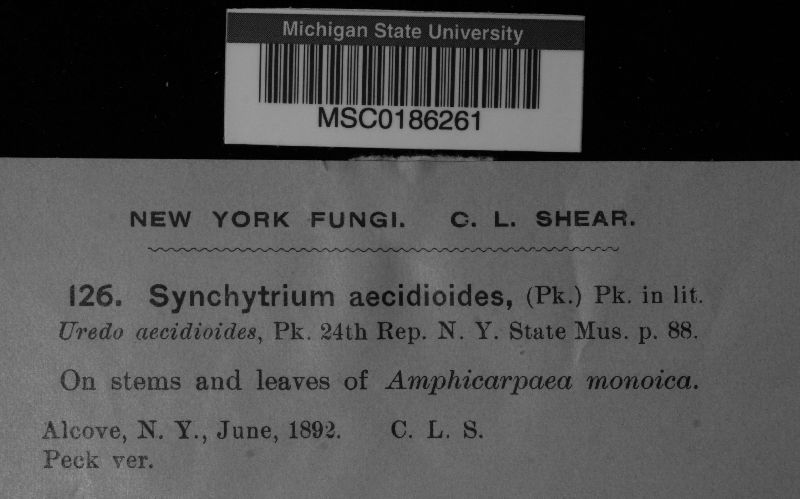 Michigan State University
MSC0186261
NEW YORK FUNGI. C. L. SHEAR.
126. Synchytrium aecidioides, (Pk.) Pk. in lit.
Uredo aecidioides, Pk. 24th Rep. N. Y. State Mus. p. 88.
On stems and leaves of Amphicarpaea monoica.
Alcove, N. Y., June, 1892. C. L. S.
Peck ver.